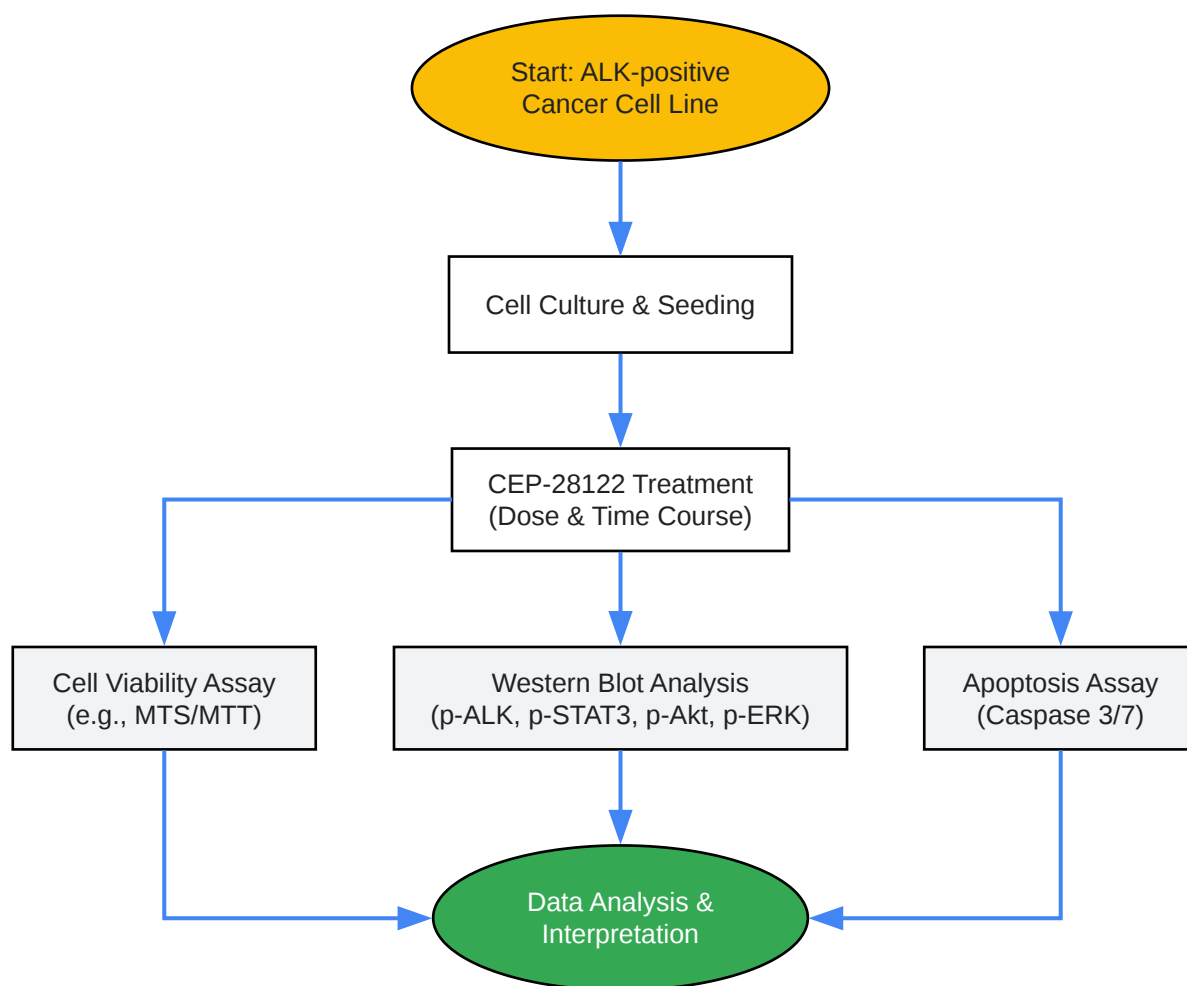 Start: ALK-positive
Cancer Cell Line
Cell Culture & Seeding
CEP-28122 Treatment
(Dose & Time Course)
Cell Viability Assay
(e.g., MTS/MTT)
Western Blot Analysis
(p-ALK, p-STAT3, p-Akt, p-ERK)
Apoptosis Assay
(Caspase 3/7)
Data Analysis &
Interpretation